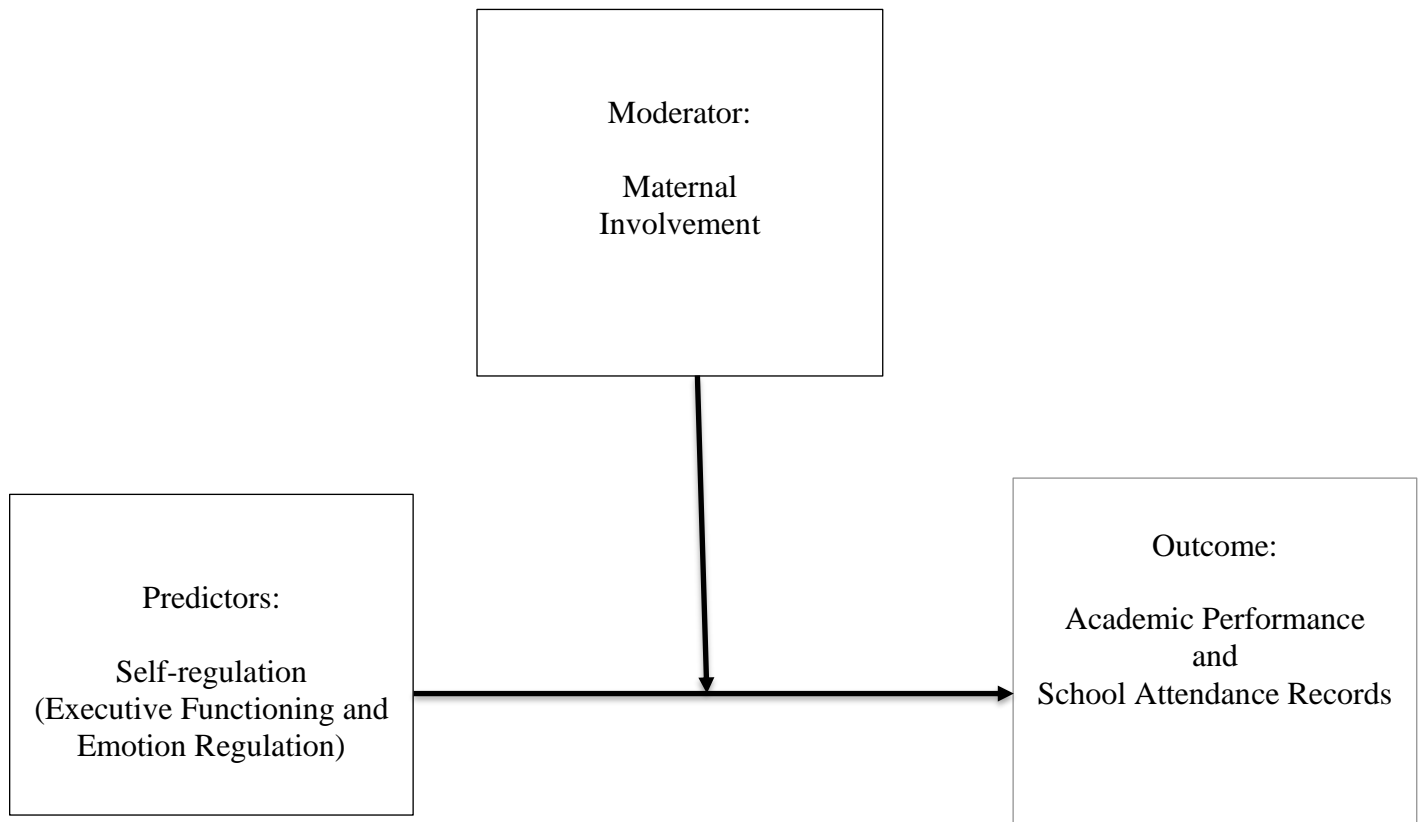 Moderator:
Maternal
Involvement
Predictors:
Self-regulation
(Executive Functioning and
Emotion Regulation)
Outcome:
Academic Performance
and
School Attendance Records